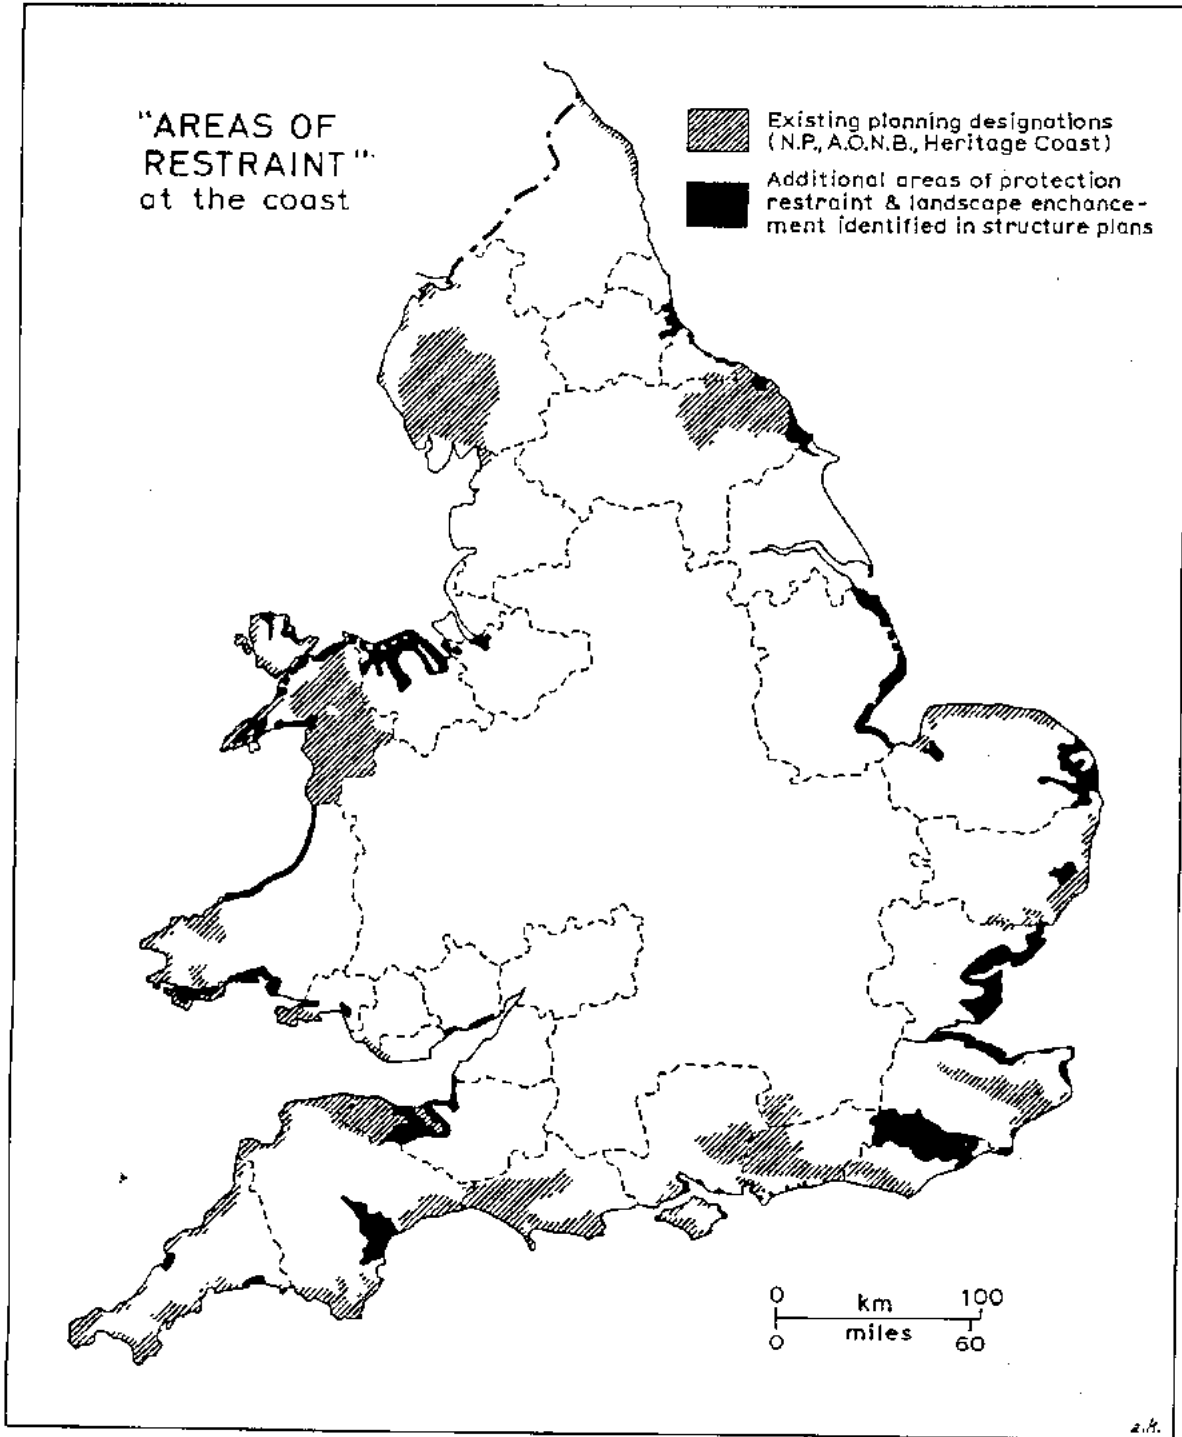 "AREAS OF
RESTRAINT"
at the coast
Existing planning designations
(N.P., A.O.N.B., Heritage Coast)
Additional areas of protection
restraint & landscape enchance-
ment identified in structure plans
0 km 100
miles
0 60